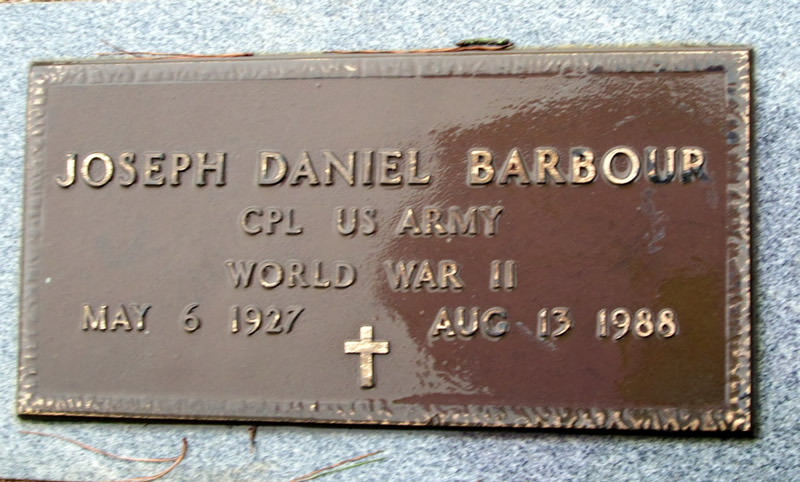 JOSEPH DANIEL BARBOUR
CPL US ARMY
WORLD WAR II
MAY 6 1927 AUG 13 1988